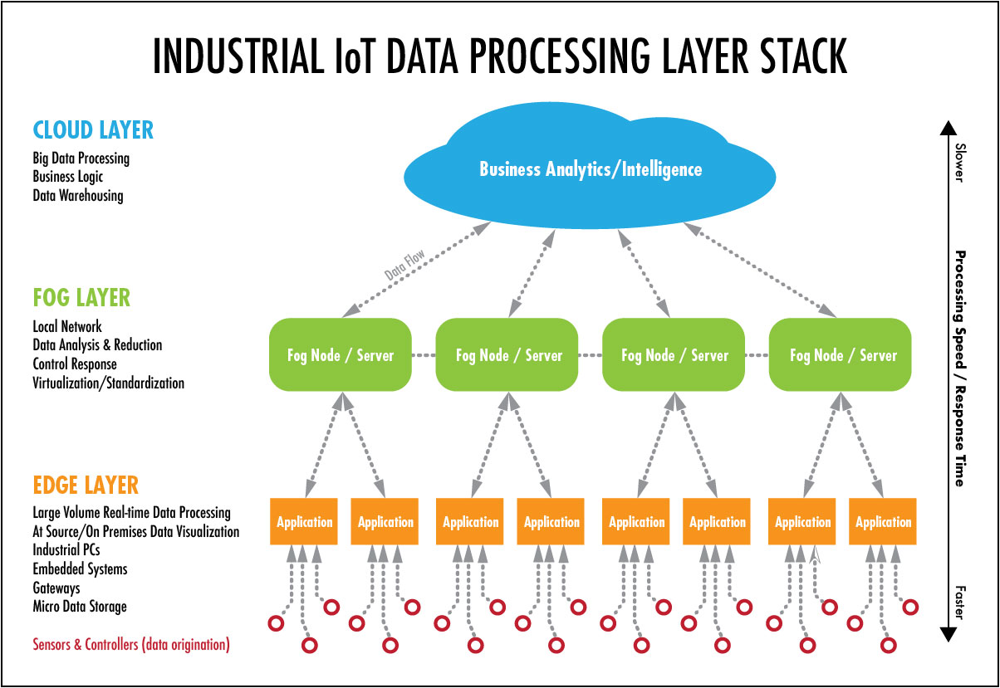 INDUSTRIAL IoT DATA PROCESSING LAYER STACK
CLOUD LAYER
Big Data Processing
Business Logic
Data Warehousing
Business Analytics/Intelligence
Data Flow
FOG LAYER
Local Network
Data Analysis & Reduction
Control Response
Virtualization/Standardization
Fog Node / Server
Fog Node / Server
Fog Node / Server
Fog Node / Server
EDGE LAYER
Large Volume Real-time Data Processing
At Source/On Premises Data Visualization
Industrial PCs
Embedded Systems
Gateways
Micro Data Storage
Application
Application
Application
Application
Application
Application
Application
Application
Sensors & Controllers (data origination)
Slower
Processing Speed / Response Time
Faster